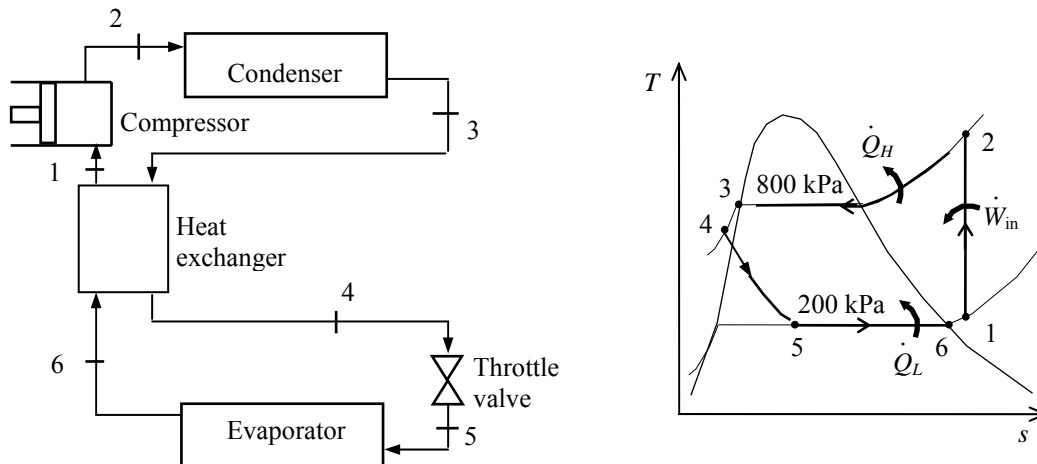 2
Condenser
Compressor
3
1
Heat
exchanger
4
6
Throttle
valve
Evaporator
5
T
2
Q̇H
3
800 kPa
4
Ẇin
200 kPa
5
6
1
Q̇L
s